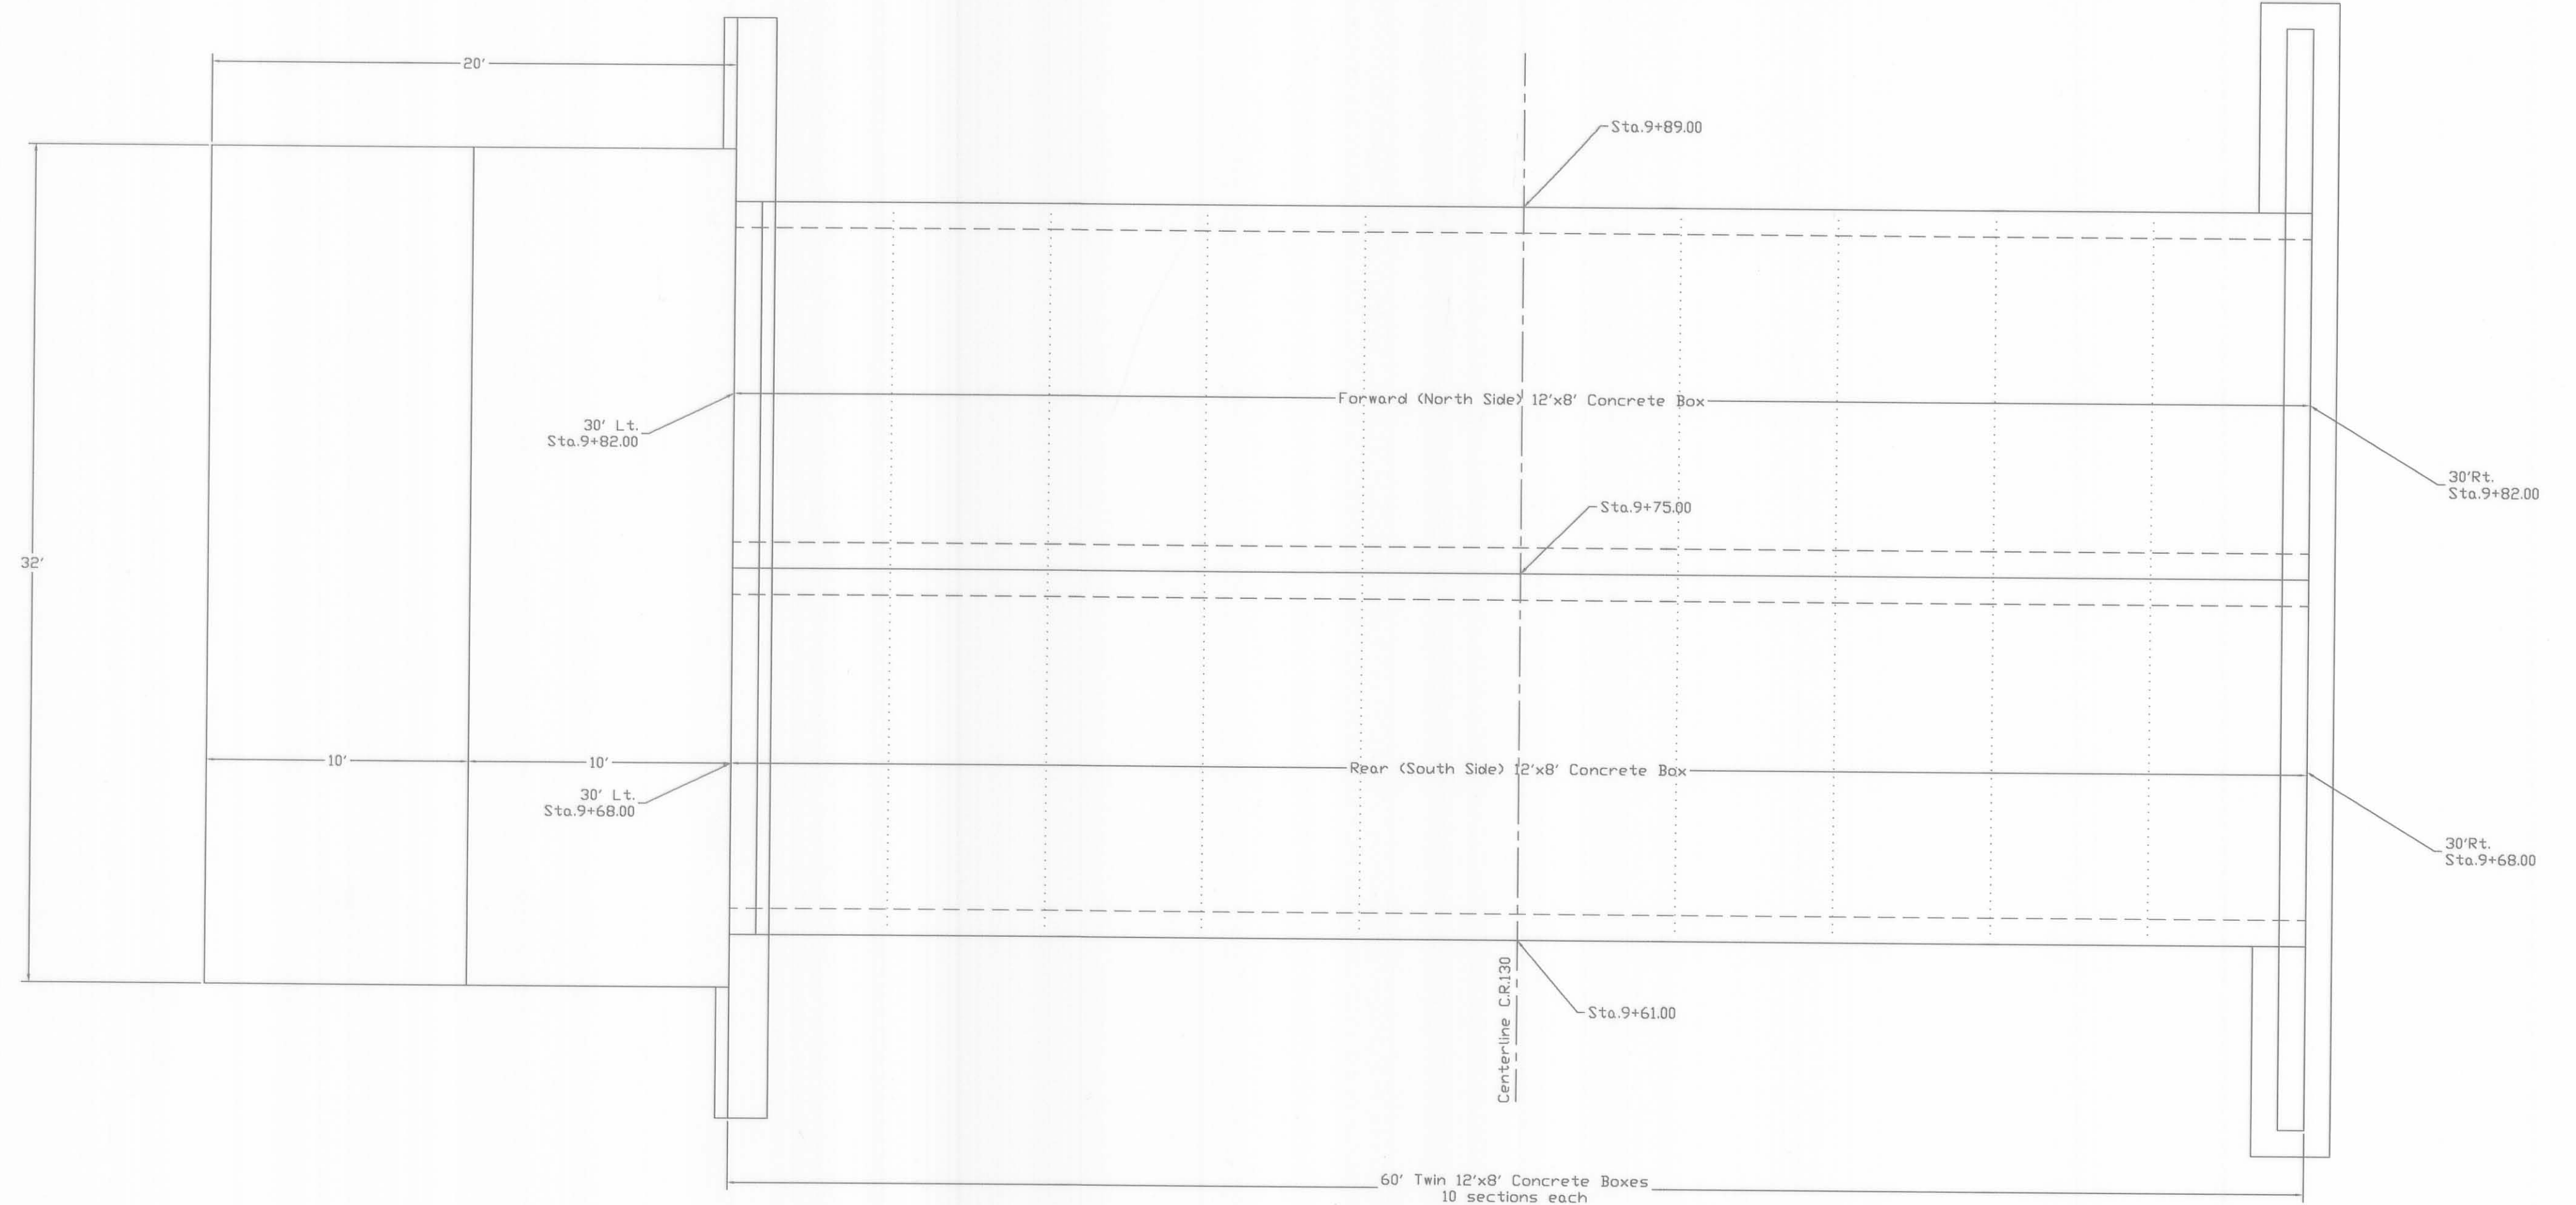 20'
Sta.9+89.00
Forward (North Side) 12'x8' Concrete Box
30' Lt.
Sta.9+82.00
30'Rt.
Sta.9+82.00
Sta.9+75.00
32'
10'
10'
Rear (South Side) 12'x8' Concrete Box
30' Lt.
Sta.9+68.00
30'Rt.
Sta.9+68.00
Centerline C.R.130
Sta.9+61.00
60' Twin 12'x8' Concrete Boxes
10 sections each